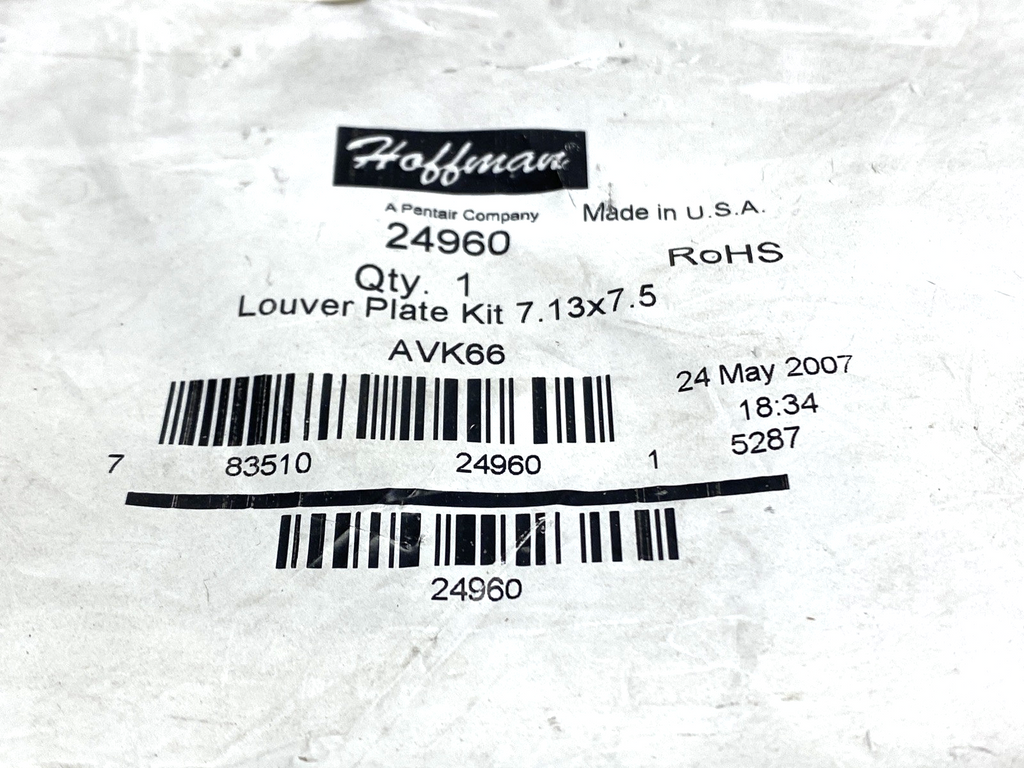 Hoffman®
A Pentair Company
Made in U.S.A.
24960
RoHS
Qty. 1
Louver Plate Kit 7.13x7.5
AVK66
24 May 2007
18:34
5287
7 83510 24960 1
24960